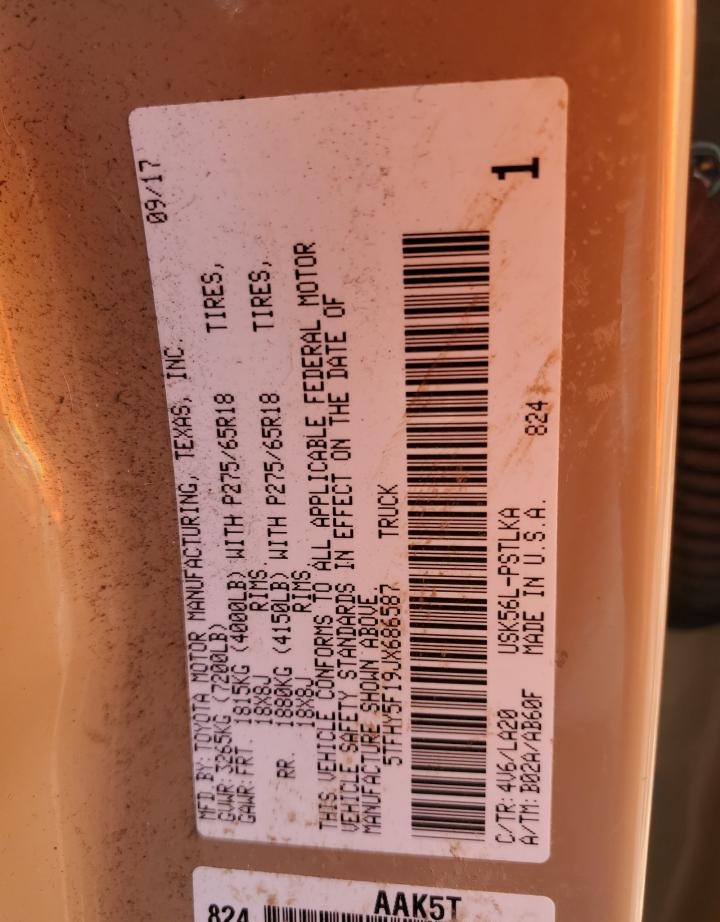 MFD BY: TOYOTA MOTOR MANUFACTURING, TEXAS, INC. 09/17
GVWR: 3265KG (7200LB)
GAWR: FRT 1815KG (4000LB) WITH P275/65R18 TIRES,
18X8J RIMS
RR. 1880KG (4150LB) WITH P275/65R18 TIRES,
18X8J RIMS
THIS VEHICLE CONFORMS TO ALL APPLICABLE FEDERAL MOTOR
VEHICLE SAFETY STANDARDS IN EFFECT ON THE DATE OF
MANUFACTURE SHOWN ABOVE.
5TFHY5F19JX686587 TRUCK
C/TR: 4V6/LA20 USK56L-PSTLKA
A/TM: B02A/AB60F MADE IN U.S.A. 824 1
824 AAK5T